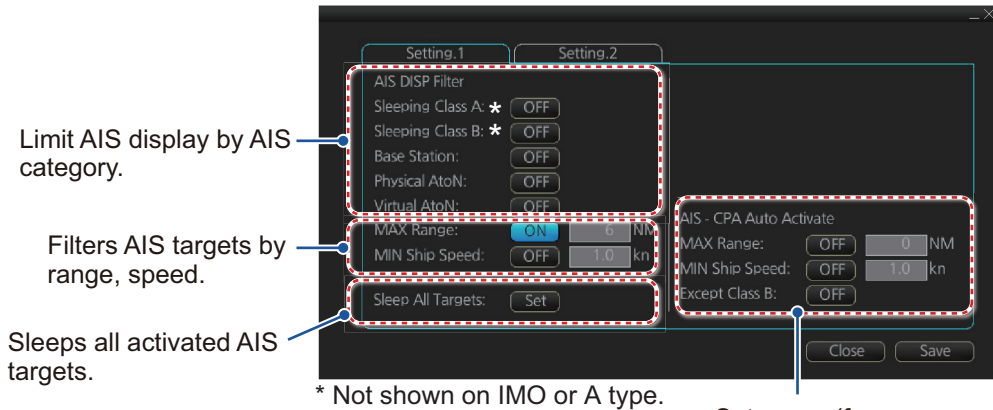 Setting.1 Setting.2
AIS DISP Filter
Sleeping Class A: * OFF
Sleeping Class B: * OFF
Base Station: OFF
Physical AtoN: OFF
Virtual AtoN: OFF
MAX Range: ON 6 NM
MIN Ship Speed: OFF 1.0 kn
Sleep All Targets: Set
AIS - CPA Auto Activate
MAX Range: OFF 0 NM
MIN Ship Speed: OFF 1.0 kn
Except Class B: OFF
Close Save
Limit AIS display by AIS
category.
Filters AIS targets by
range, speed.
Sleeps all activated AIS
targets.
* Not shown on IMO or A type.